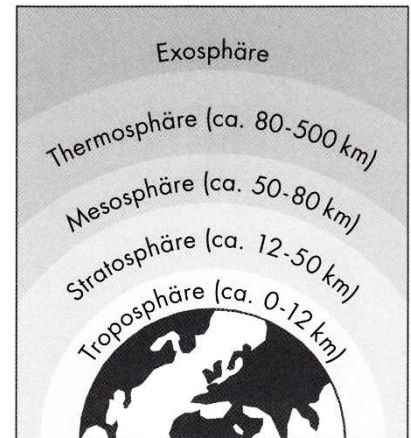 Exosphäre
Thermosphäre (ca. 80-500 km)
Mesosphäre (ca. 50-80 km)
Stratosphäre (ca. 12-50 km)
Troposphäre (ca. 0-12 km)